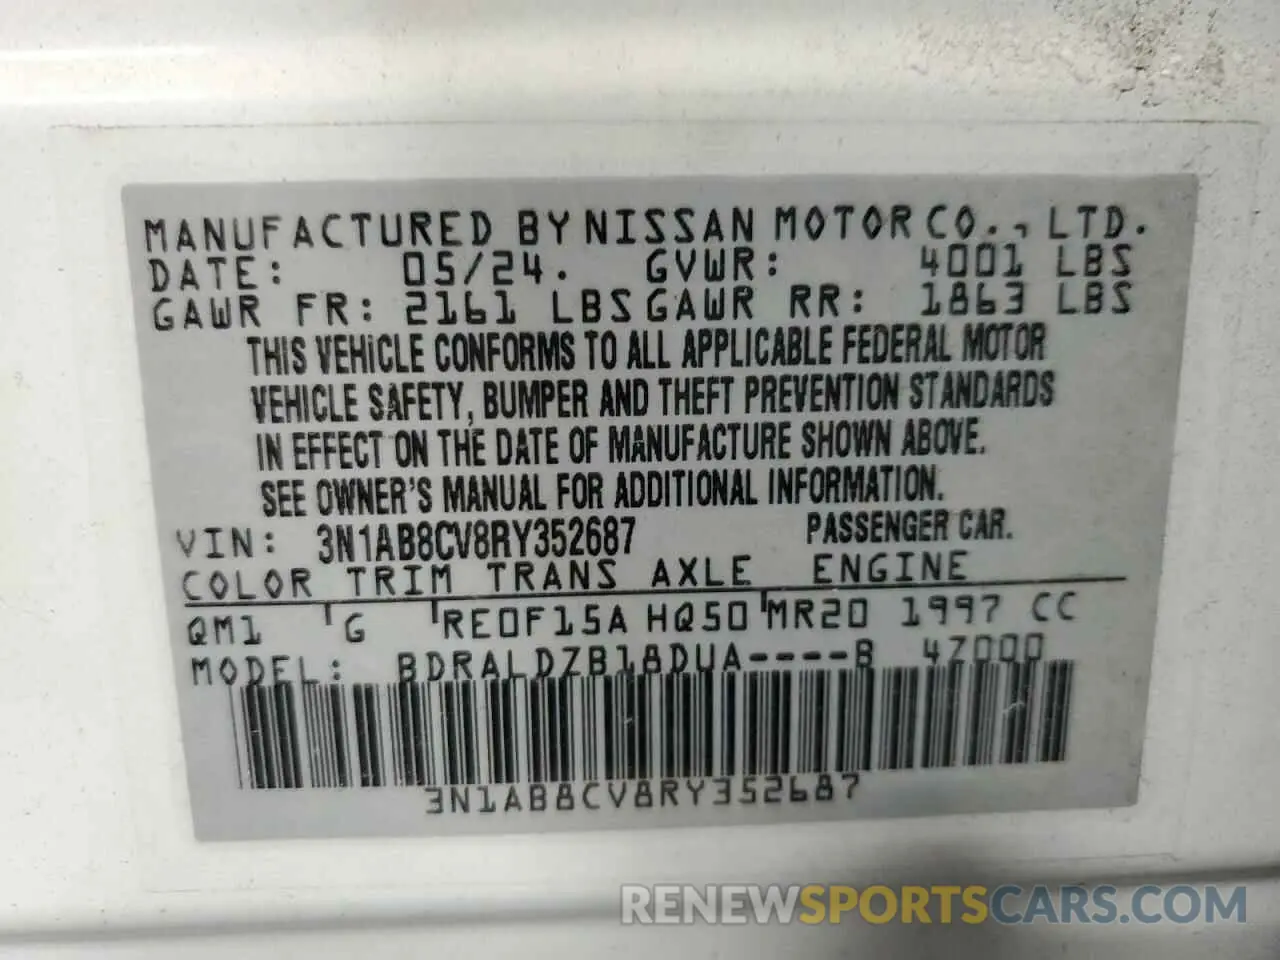 MANUFACTURED BY NISSAN MOTOR CO., LTD.
DATE: 05/24. GVWR: 4001 LBS
GAWR FR: 2161 LBS GAWR RR: 1863 LBS
THIS VEHICLE CONFORMS TO ALL APPLICABLE FEDERAL MOTOR
VEHICLE SAFETY, BUMPER AND THEFT PREVENTION STANDARDS
IN EFFECT ON THE DATE OF MANUFACTURE SHOWN ABOVE.
SEE OWNER'S MANUAL FOR ADDITIONAL INFORMATION.
VIN: 3N1AB8CV8RY352687 PASSENGER CAR.
COLOR TRIM TRANS AXLE ENGINE
QM1 G RE0F15A HQ50 MR20 1997 CC
MODEL: BDRALDZB18DUA----B 47000
3N1AB8CV8RY352687
RENEWSPORTSCARS.COM